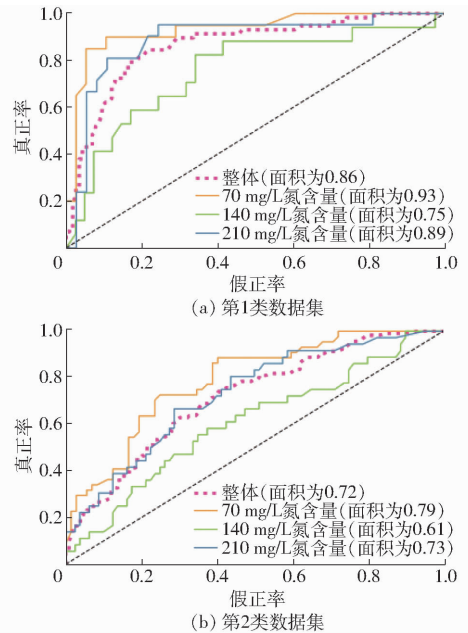 1.0
0.8
0.6
0.4
0.2
真正率
整体(面积为0.86)
70 mg/L氮含量(面积为0.93)
140 mg/L氮含量(面积为0.75)
210 mg/L氮含量(面积为0.89)
0 0.2 0.4 0.6 0.8 1.0
假正率
(a) 第1类数据集
1.0
0.8
0.6
0.4
0.2
真正率
整体(面积为0.72)
70 mg/L氮含量(面积为0.79)
140 mg/L氮含量(面积为0.61)
210 mg/L氮含量(面积为0.73)
0 0.2 0.4 0.6 0.8 1.0
假正率
(b) 第2类数据集